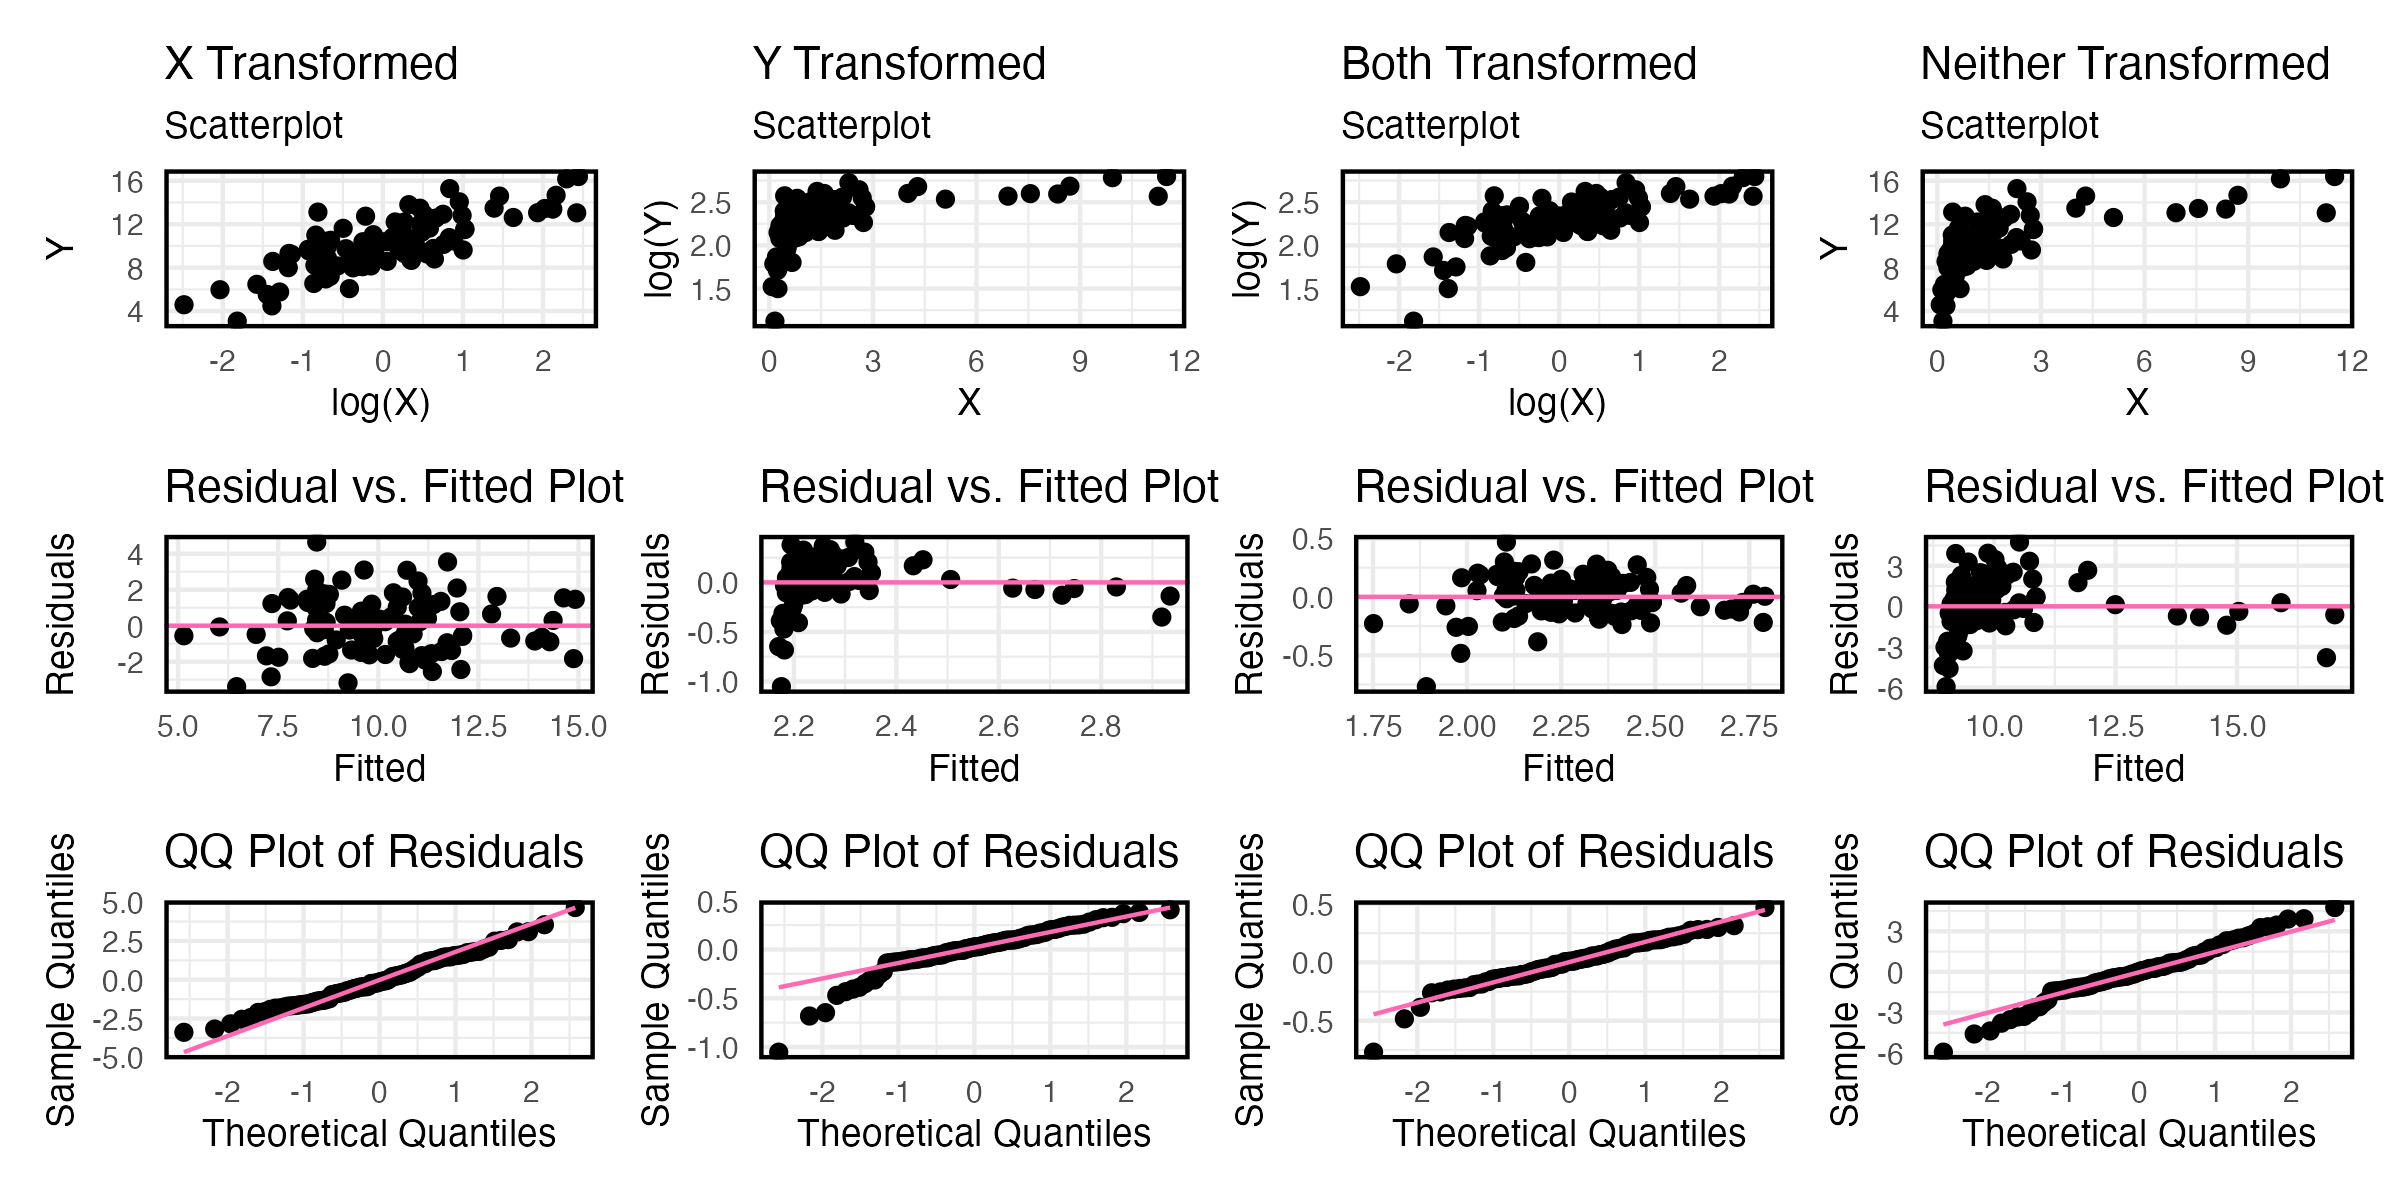 X Transformed
Scatterplot
Y
16
12
8
4
-2 -1 0 1 2
log(X)
Y Transformed
Scatterplot
log(Y)
2.5
2.0
1.5
0 3 6 9 12
X
Both Transformed
Scatterplot
log(Y)
2.5
2.0
1.5
-2 -1 0 1 2
log(X)
Neither Transformed
Scatterplot
Y
16
12
8
4
0 3 6 9 12
X
Residual vs. Fitted Plot
Residuals
4
2
0
-2
5.0 7.5 10.0 12.5 15.0
Fitted
Residual vs. Fitted Plot
Residuals
0.0
-0.5
-1.0
2.2 2.4 2.6 2.8
Fitted
Residual vs. Fitted Plot
Residuals
0.5
0.0
-0.5
1.75 2.00 2.25 2.50 2.75
Fitted
Residual vs. Fitted Plot
Residuals
3
0
-3
-6
10.0 12.5 15.0
Fitted
QQ Plot of Residuals
Sample Quantiles
5.0
2.5
0.0
-2.5
-5.0
-2 -1 0 1 2
Theoretical Quantiles
QQ Plot of Residuals
Sample Quantiles
0.5
0.0
-0.5
-1.0
-2 -1 0 1 2
Theoretical Quantiles
QQ Plot of Residuals
Sample Quantiles
0.5
0.0
-0.5
-2 -1 0 1 2
Theoretical Quantiles
QQ Plot of Residuals
Sample Quantiles
3
0
-3
-6
-2 -1 0 1 2
Theoretical Quantiles